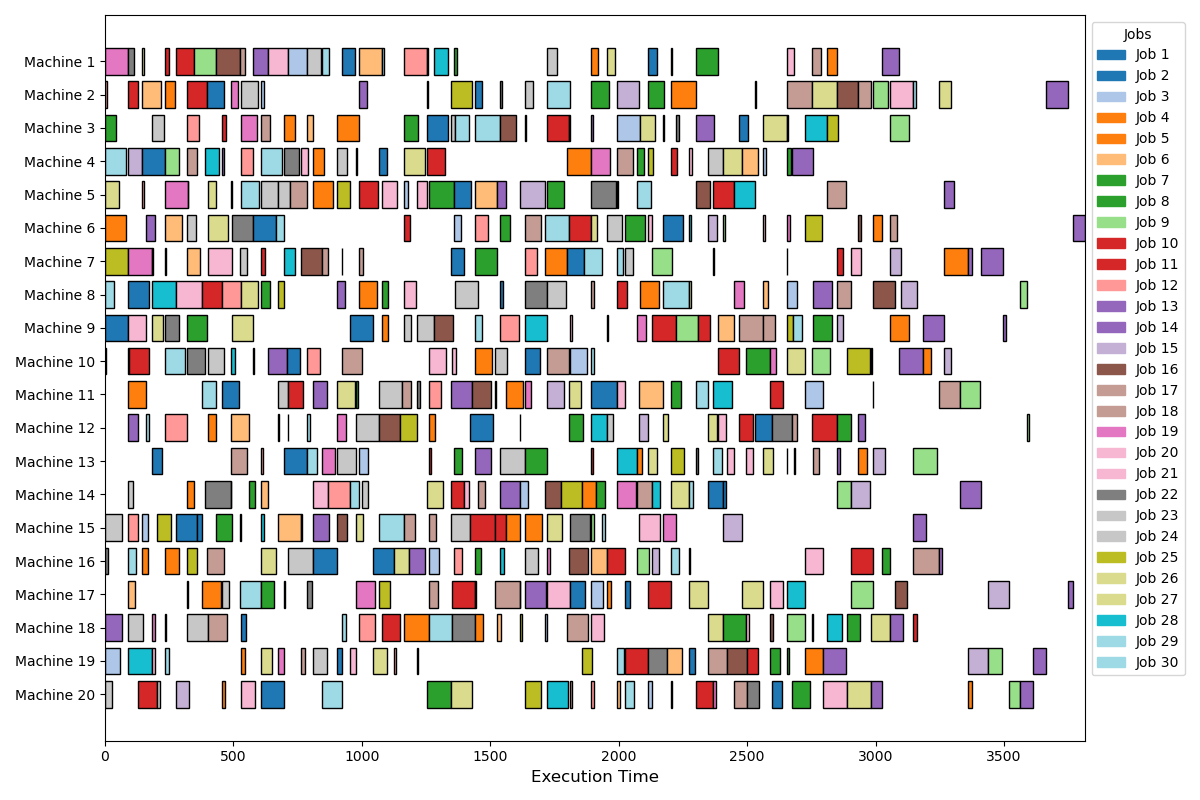 Machine 1
Machine 2
Machine 3
Machine 4
Machine 5
Machine 6
Machine 7
Machine 8
Machine 9
Machine 10
Machine 11
Machine 12
Machine 13
Machine 14
Machine 15
Machine 16
Machine 17
Machine 18
Machine 19
Machine 20
0 500 1000 1500 2000 2500 3000 3500
Execution Time
Jobs
Job 1
Job 2
Job 3
Job 4
Job 5
Job 6
Job 7
Job 8
Job 9
Job 10
Job 11
Job 12
Job 13
Job 14
Job 15
Job 16
Job 17
Job 18
Job 19
Job 20
Job 21
Job 22
Job 23
Job 24
Job 25
Job 26
Job 27
Job 28
Job 29
Job 30